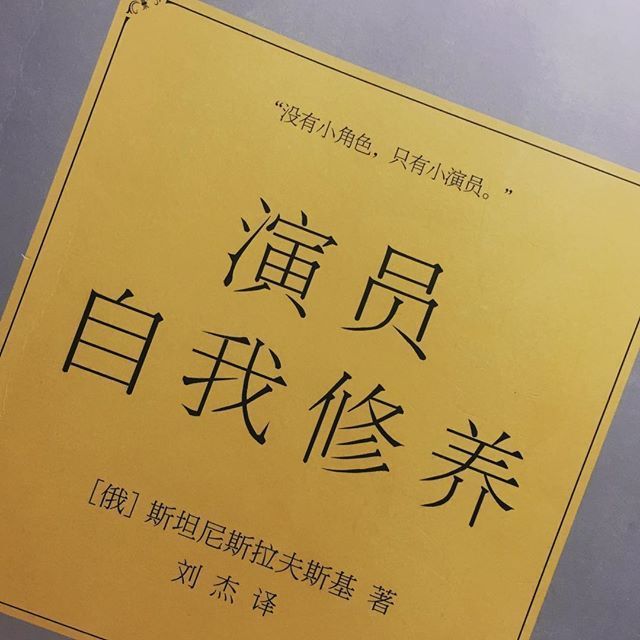 “没有小角色，只有小演员。”
演员
自我修养
［俄］斯坦尼斯拉夫斯基 著
刘杰 译